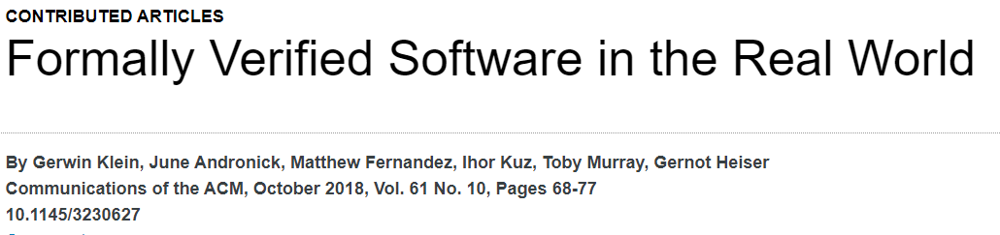 CONTRIBUTED ARTICLES
Formally Verified Software in the Real World
By Gerwin Klein, June Andronick, Matthew Fernandez, Ihor Kuz, Toby Murray, Gernot Heiser
Communications of the ACM, October 2018, Vol. 61 No. 10, Pages 68-77
10.1145/3230627